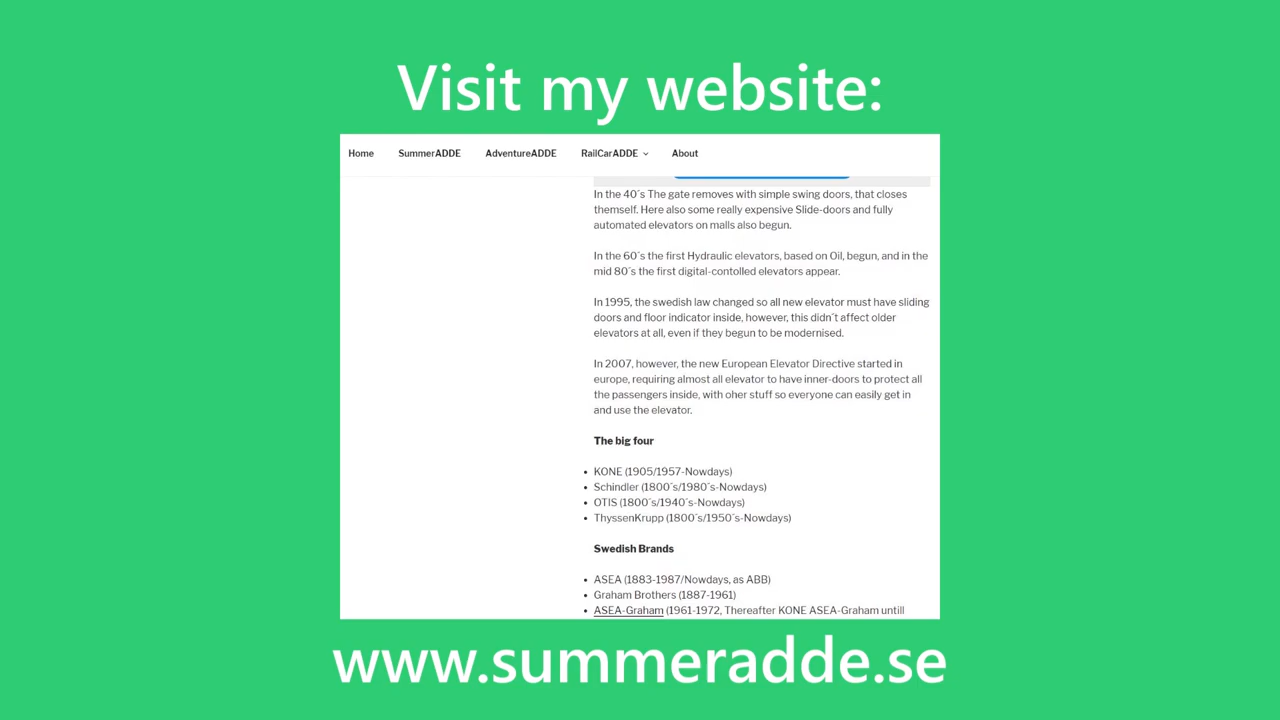 Visit my website:
Home SummerADDE AdventureADDE RailCarADDE About
In the 40´s The gate removes with simple swing doors, that closes
themself. Here also some really expensive Slide-doors and fully
automated elevators on malls also begun.
In the 60´s the first Hydraulic elevators, based on Oil, begun, and in the
mid 80´s the first digital-contolled elevators appear.
In 1995, the swedish law changed so all new elevator must have sliding
doors and floor indicator inside, however, this didn´t affect older
elevators at all, even if they begun to be modernised.
In 2007, however, the new European Elevator Directive started in
europe, requiring almost all elevator to have inner-doors to protect all
the passengers inside, with oher stuff so everyone can easily get in
and use the elevator.
The big four
• KONE (1905/1957-Nowdays)
• Schindler (1800´s/1980´s-Nowdays)
• OTIS (1800´s/1940´s-Nowdays)
• ThyssenKrupp (1800´s/1950´s-Nowdays)
Swedish Brands
• ASEA (1883-1987/Nowdays, as ABB)
• Graham Brothers (1887-1961)
• ASEA-Graham (1961-1972, Thereafter KONE ASEA-Graham untill
www.summeradde.se